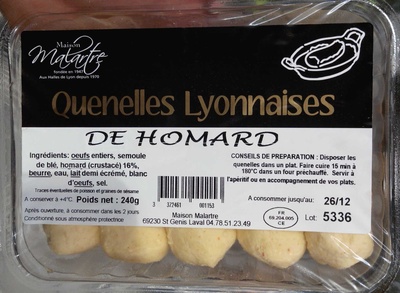 Maison
Malartre
fondée en 1947
Aux Halles de Lyon depuis 1970
Quenelles Lyonnaises
DE HOMARD
Ingrédients: oeufs entiers, semoule
de blé, homard (crustacé) 16%,
beurre, eau, lait demi écrémé, blanc
d'oeufs, sel.
Traces éventuelles de poisson et graines de sésame
A conserver à +4°C Poids net : 240g
Après ouverture, à consommer dans les 2 jours
Conditionné sous atmosphère protectrice
3 372461 001153
Maison Malartre
69230 St Genis Laval 04.78.51.23.49
CONSEILS DE PREPARATION : Disposer les
quenelles dans un plat. Faire cuire 15 min à
180°C dans un four préchauffé. Servir à
l'apéritif ou en accompagnement de vos plats.
A consommer jusqu'au: 26/12
FR
69.204.005
CE
Lot: 5336